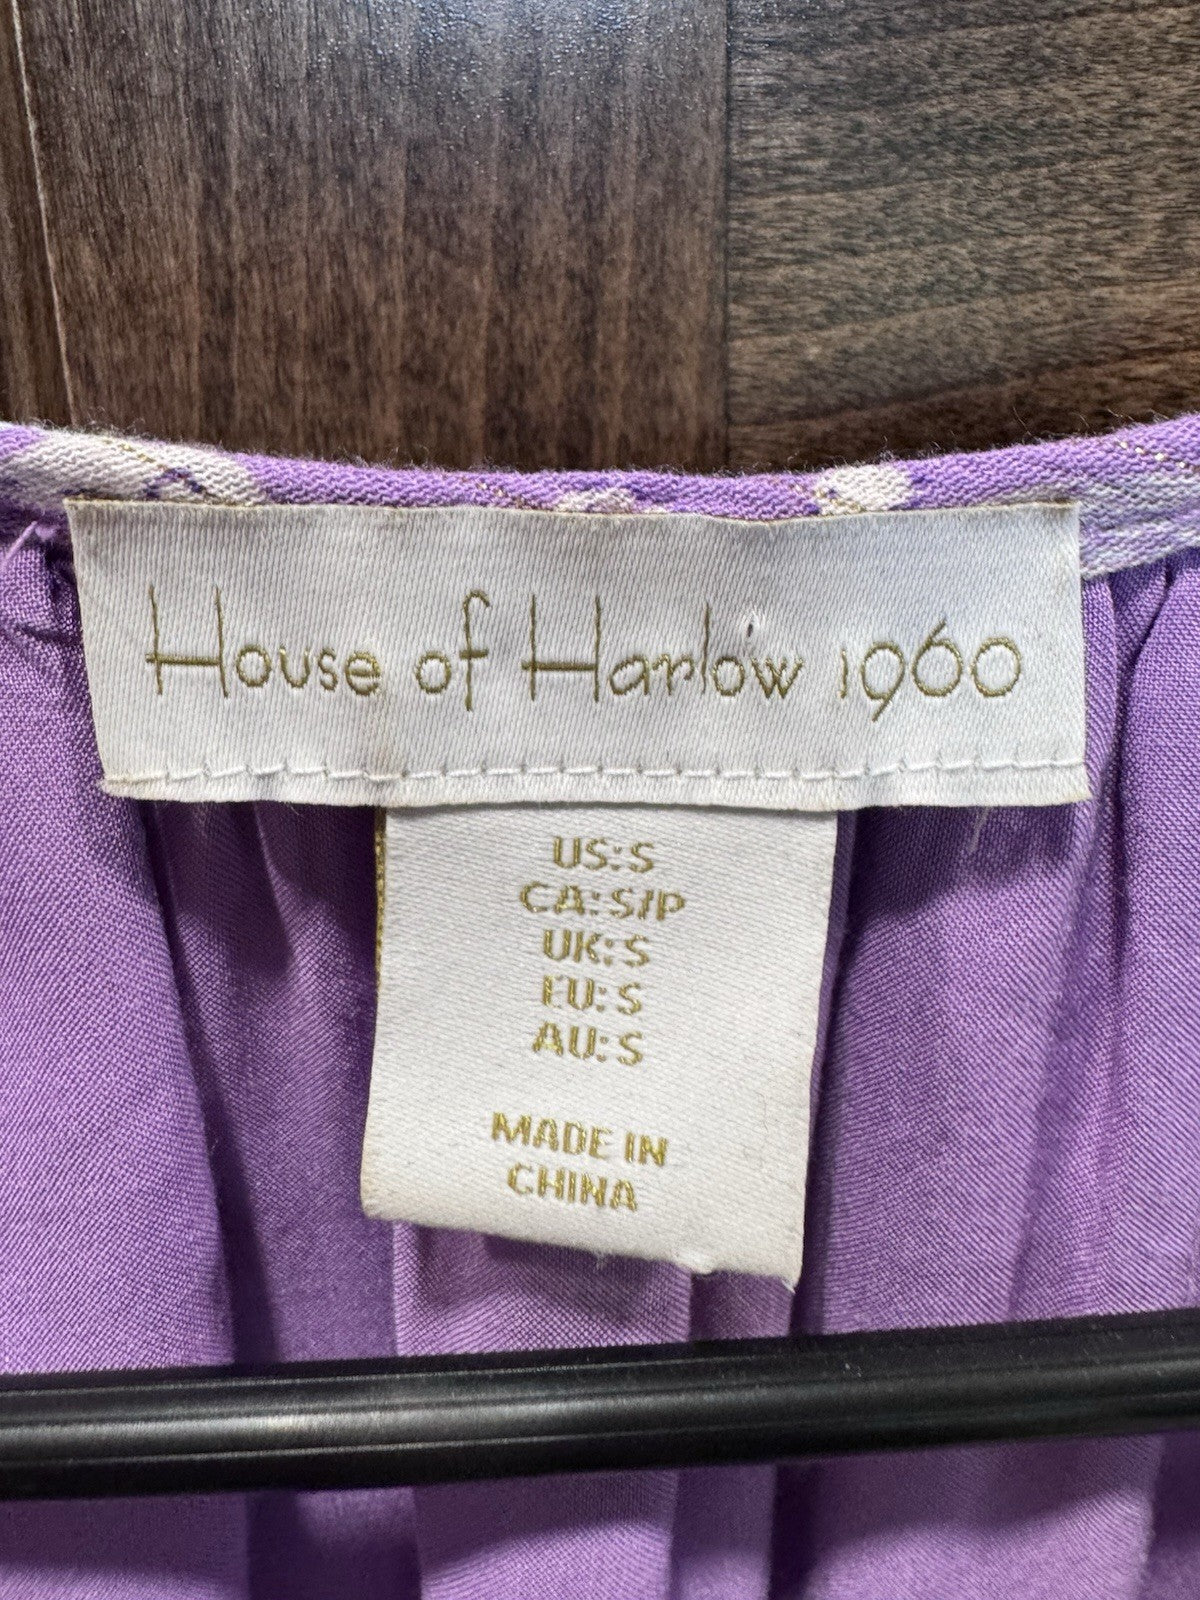 House of Harlow 1960
US: S
CA: S/P
UK: S
EU: S
AU: S
MADE IN
CHINA